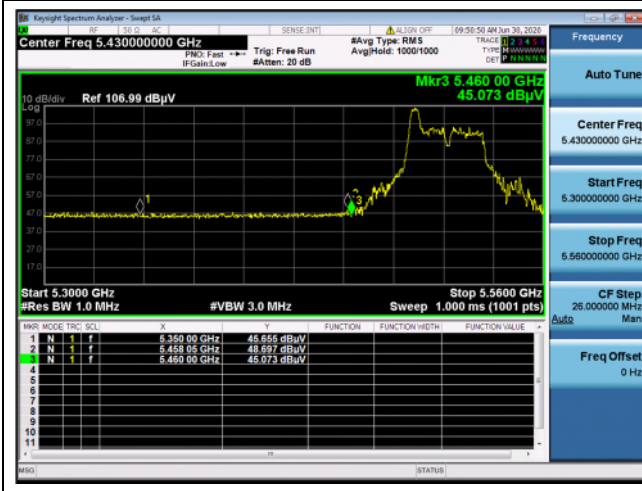 Keysight Spectrum Analyzer - Swept SA
RF 50 Ω AC SENSE:INT ALIGN OFF 09:50:50 AM Jun 30, 2020
Center Freq 5.430000000 GHz
PNO: Fast
IFGain:Low
Trig: Free Run
#Atten: 20 dB
#Avg Type: RMS
Avg|Hold: 1000/1000
TRACE 1 2 3 4 5 6
TYPE
DET P N N N N N
Mkr3 5.460 00 GHz
45.073 dBµV
10 dB/div Ref 106.99 dBµV
Log
97.0
87.0
77.0
67.0
57.0
47.0
37.0
27.0
17.0
1
2
3
Start 5.3000 GHz Stop 5.5600 GHz
#Res BW 1.0 MHz #VBW 3.0 MHz Sweep 1.000 ms (1001 pts)
MKR MODE TRC SCL X Y FUNCTION FUNCTION WIDTH FUNCTION VALUE
1 N 1 f 5.350 00 GHz 45.655 dBµV
2 N 1 f 5.458 05 GHz 48.697 dBµV
3 N 1 f 5.460 00 GHz 45.073 dBµV
4
5
6
7
8
9
10
11
MSG STATUS
Frequency
Auto Tune
Center Freq
5.430000000 GHz
Start Freq
5.300000000 GHz
Stop Freq
5.560000000 GHz
CF Step
26.000000 MHz
Auto Man
Freq Offset
0 Hz